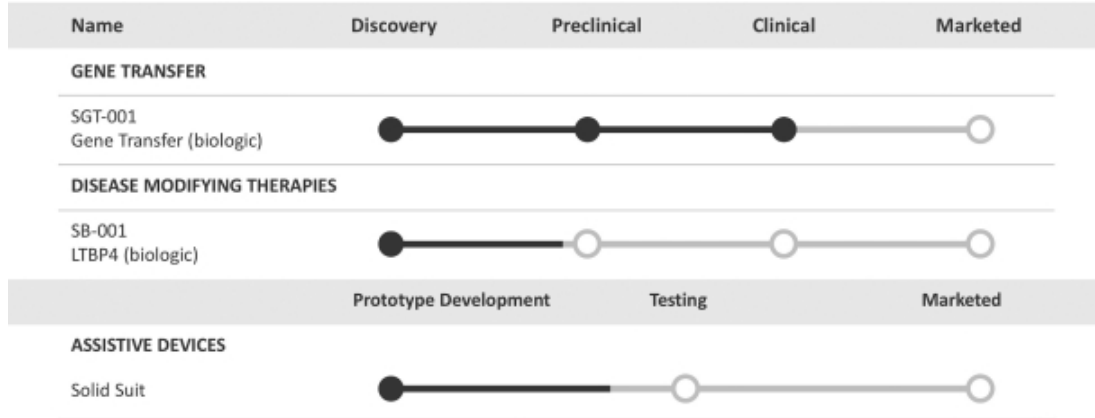 Name Discovery Preclinical Clinical Marketed
GENE TRANSFER
SGT-001
Gene Transfer (biologic)
DISEASE MODIFYING THERAPIES
SB-001
LTBP4 (biologic)
Prototype Development Testing Marketed
ASSISTIVE DEVICES
Solid Suit